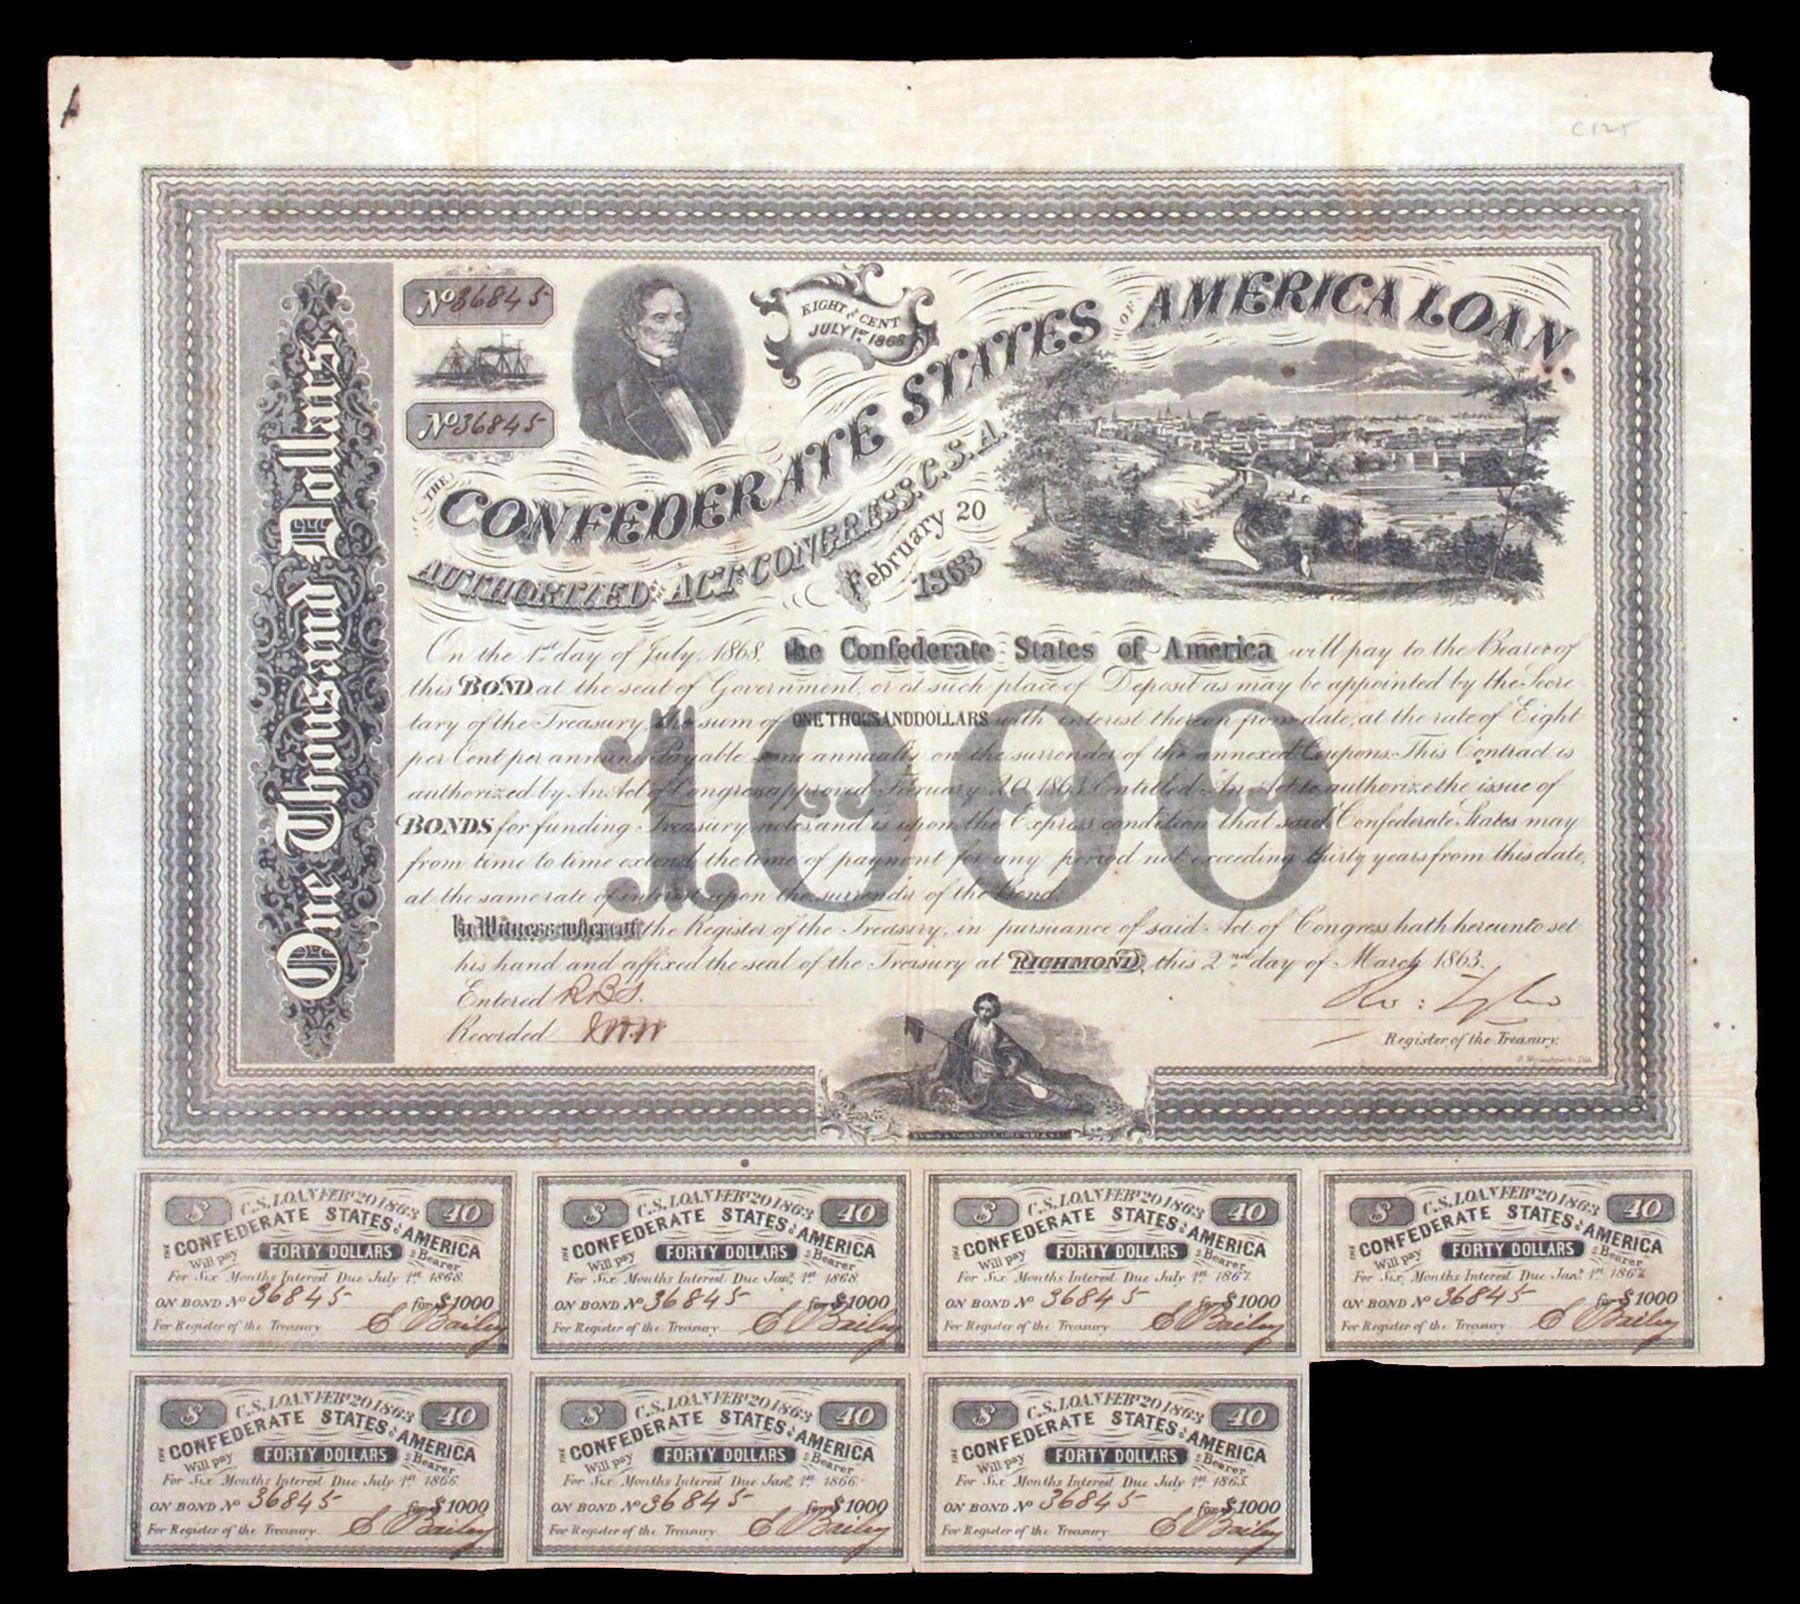 C125
One Thousand Dollars
No 36845
No 36845
EIGHT PR CENT
JULY 1ST 1868
THE CONFEDERATE STATES OF AMERICA LOAN.
AUTHORIZED BY THE ACT OF CONGRESS, C.S.A.
February 20
1863
On the 1st day of July, 1868, the Confederate States of America will pay to the Bearer of
this BOND at the seat of Government, or at such place of Deposit as may be appointed by the Secre-
tary of the Treasury, the sum of ONE THOUSAND DOLLARS with interest thereon from date, at the rate of Eight
per Cent per annum, Payable semi annually on the surrender of the annexed Coupons. This Contract is
authorized by An Act of Congress approved February 20, 1863, Entitled An Act to authorize the issue of
BONDS for funding Treasury notes, and is upon the Express condition that said Confederate States may
from time to time extend the time of payment for any period not exceeding thirty years from this date,
at the same rate of interest upon the surrender of the Bond.
1000
In Witness whereof the Register of the Treasury, in pursuance of said Act of Congress hath hereunto set
his hand and affixed the seal of the Treasury at RICHMOND, this 2nd day of March 1863.
Entered RBS.
Recorded
Ro: Tyler
Register of the Treasury.
$ C.S. LOAN FEBY 20 1863 40
THE CONFEDERATE STATES OF AMERICA
Will pay FORTY DOLLARS to Bearer
For Six Months Interest Due July 1st 1868.
ON BOND No 36845 for $1000
For Register of the Treasury E Bailey
$ C.S. LOAN FEBY 20 1863 40
THE CONFEDERATE STATES OF AMERICA
Will pay FORTY DOLLARS to Bearer
For Six Months Interest Due Jany 1st 1868.
ON BOND No 36845 for $1000
For Register of the Treasury E Bailey
$ C.S. LOAN FEBY 20 1863 40
THE CONFEDERATE STATES OF AMERICA
Will pay FORTY DOLLARS to Bearer
For Six Months Interest Due July 1st 1867.
ON BOND No 36845 for $1000
For Register of the Treasury E Bailey
$ C.S. LOAN FEBY 20 1863 40
THE CONFEDERATE STATES OF AMERICA
Will pay FORTY DOLLARS to Bearer
For Six Months Interest Due Jany 1st 1867.
ON BOND No 36845 for $1000
For Register of the Treasury E Bailey
$ C.S. LOAN FEBY 20 1863 40
THE CONFEDERATE STATES OF AMERICA
Will pay FORTY DOLLARS to Bearer
For Six Months Interest Due July 1st 1866.
ON BOND No 36845 for $1000
For Register of the Treasury E Bailey
$ C.S. LOAN FEBY 20 1863 40
THE CONFEDERATE STATES OF AMERICA
Will pay FORTY DOLLARS to Bearer
For Six Months Interest Due Jany 1st 1866.
ON BOND No 36845 for $1000
For Register of the Treasury E Bailey
$ C.S. LOAN FEBY 20 1863 40
THE CONFEDERATE STATES OF AMERICA
Will pay FORTY DOLLARS to Bearer
For Six Months Interest Due July 1st 1865.
ON BOND No 36845 for $1000
For Register of the Treasury E Bailey